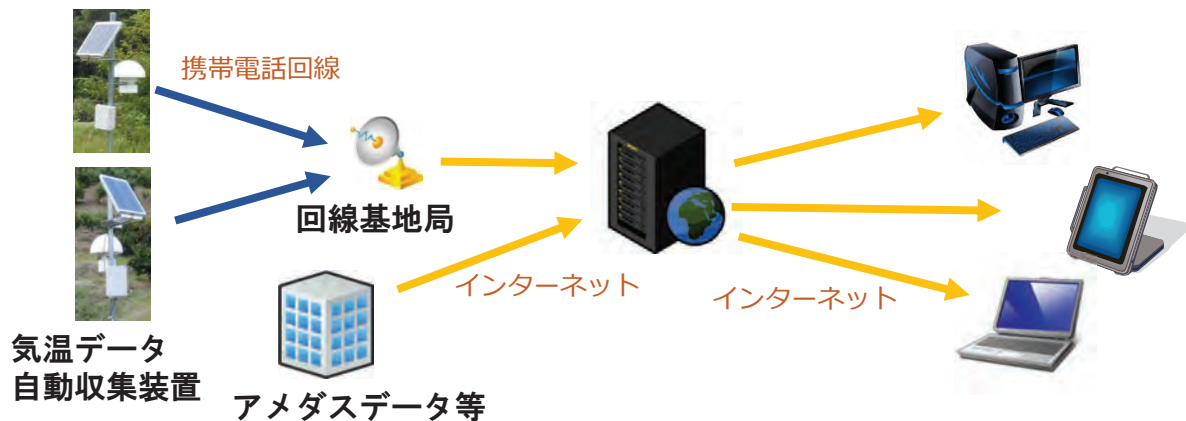 携帯電話回線
回線基地局
インターネット
インターネット
気温データ
自動収集装置
アメダスデータ等